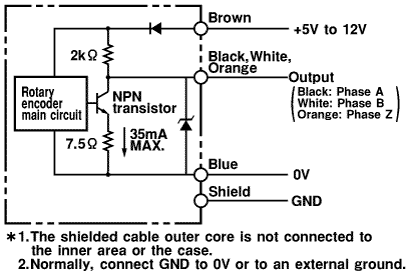 Brown
+5V to 12V
2kΩ
Black,White,
Orange
Output
(Black: Phase A
White: Phase B
Orange: Phase Z)
Rotary
encoder
main circuit
NPN
transistor
35mA
MAX.
7.5Ω
Blue
0V
Shield
GND
*1.The shielded cable outer core is not connected to
the inner area or the case.
2.Normally, connect GND to 0V or to an external ground.